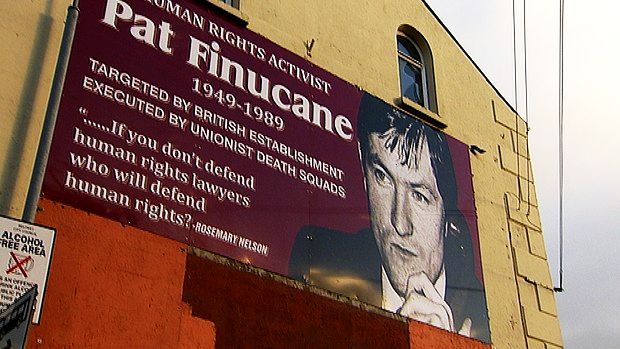 HUMAN RIGHTS ACTIVIST
Pat Finucane
1949-1989
TARGETED BY BRITISH ESTABLISHMENT
EXECUTED BY UNIONIST DEATH SQUADS
“.....If you don't defend
human rights lawyers
who will defend
human rights? -ROSEMARY NELSON
ALCOHOL
FREE AREA